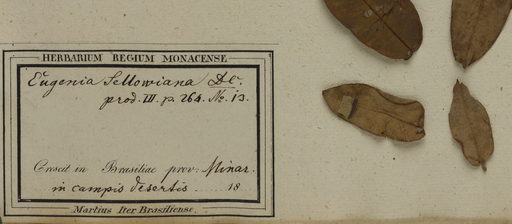 HERBARIUM REGIUM MONACENSE
Eugenia Sellowiana DC.
prod. III. p. 264. No. 13.
Crescit in Brasiliae prov. Minar.
in campis desertis ...... 18
Martius Iter Brasiliense.